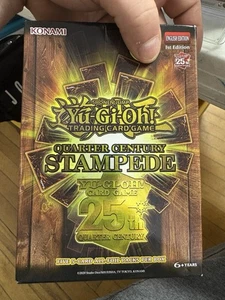 KONAMI
ENGLISH EDITION
1st Edition
Yu-Gi-Oh!
TRADING CARD GAME
QUARTER CENTURY
STAMPEDE
YU-GI-OH!
CARD GAME
25th
QUARTER CENTURY